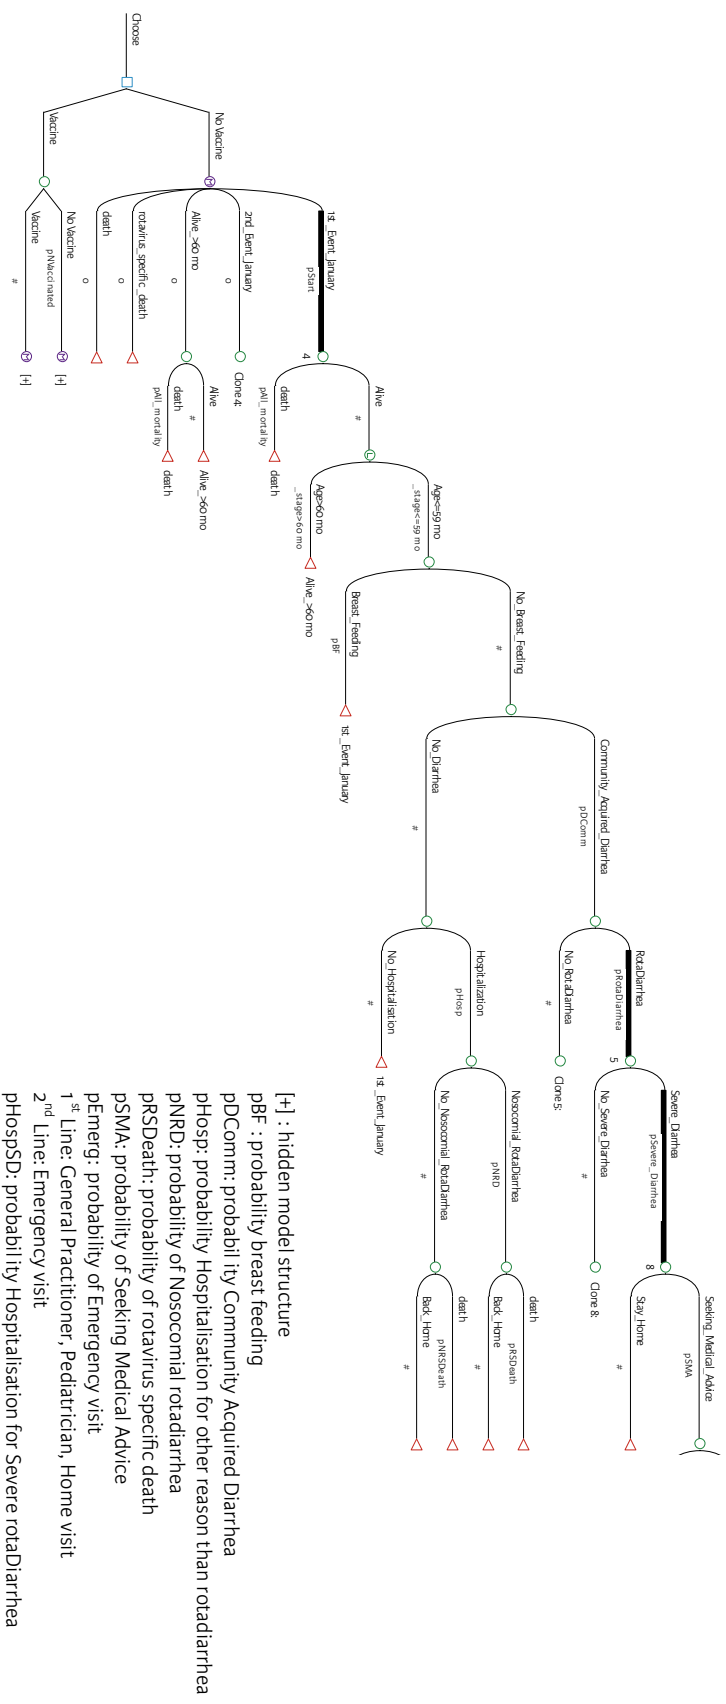 Choose
No Vaccine
1st_Event_January
pStart
4
Alive
#
Age<=59 mo
_stage<=59 mo
No_Breast_Feeding
#
Community_Acquired_Diarrhea
pDComm
RotaDiarrhea
pRotaDiarrhea
5
Severe_Diarrhea
pSevere_Diarrhea
8
Seeking_Medical_Advice
pSMA
Stay_Home
#
No_Severe_Diarrhea
#
Clone 8:
No_RotaDiarrhea
#
Clone 5:
No_Diarrhea
#
Hospitalization
pHosp
Nosocomial_RotaDiarrhea
pNRD
death
pRSDeath
Back_Home
#
No_Nosocomial_RotaDiarrhea
#
death
pNRSDeath
Back_Home
#
No_Hospitalisation
#
1st_Event_January
Breast_Feeding
pBF
1st_Event_January
Age>60 mo
_stage>60 mo
Alive_>60 mo
death
pAll_mortality
death
2nd_Event_January
0
Clone 4:
Alive_>60 mo
0
Alive
#
Alive_>60 mo
death
pAll_mortality
death
rotavirus_specific_death
0
death
0
Vaccine
No Vaccine
pNVaccinated
[+]
Vaccine
#
[+]
[+] : hidden model structure
pBF : probability breast feeding
pDComm: probability Community Acquired Diarrhea
pHosp: probability Hospitalisation for other reason than rotadiarrhea
pNRD: probability of Nosocomial rotadiarrhea
pRSDeath: probability of rotavirus specific death
pSMA: probability of Seeking Medical Advice
pEmerg: probability of Emergency visit
1st Line: General Practitioner, Pediatrician, Home visit
2nd Line: Emergency visit
pHospSD: probability Hospitalisation for Severe rotaDiarrhea